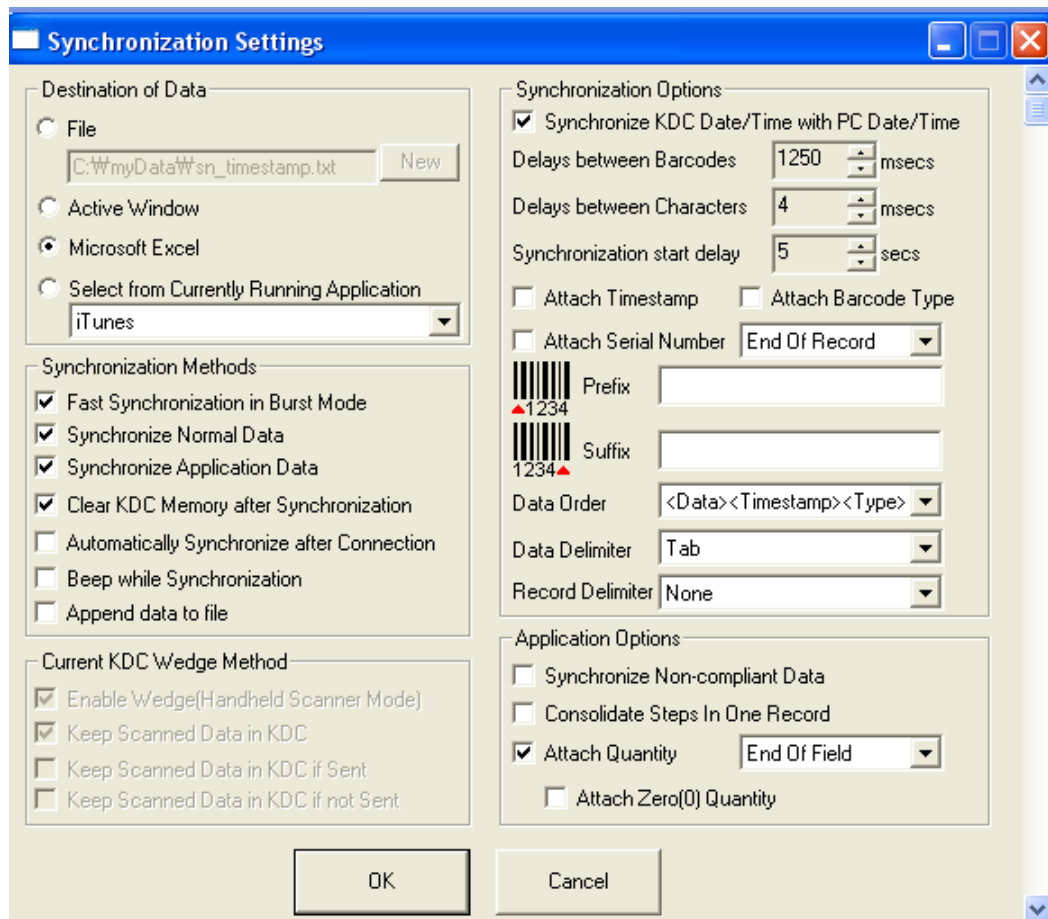 Synchronization Settings
Destination of Data
File
C:₩myData₩sn_timestamp.txt
New
Active Window
Microsoft Excel
Select from Currently Running Application
iTunes
Synchronization Methods
Fast Synchronization in Burst Mode
Synchronize Normal Data
Synchronize Application Data
Clear KDC Memory after Synchronization
Automatically Synchronize after Connection
Beep while Synchronization
Append data to file
Current KDC Wedge Method
Enable Wedge(Handheld Scanner Mode)
Keep Scanned Data in KDC
Keep Scanned Data in KDC if Sent
Keep Scanned Data in KDC if not Sent
Synchronization Options
Synchronize KDC Date/Time with PC Date/Time
Delays between Barcodes 1250 msecs
Delays between Characters 4 msecs
Synchronization start delay 5 secs
Attach Timestamp Attach Barcode Type
Attach Serial Number End Of Record
1234 Prefix
1234 Suffix
Data Order <Data><Timestamp><Type>
Data Delimiter Tab
Record Delimiter None
Application Options
Synchronize Non-compliant Data
Consolidate Steps In One Record
Attach Quantity End Of Field
Attach Zero(0) Quantity
OK Cancel